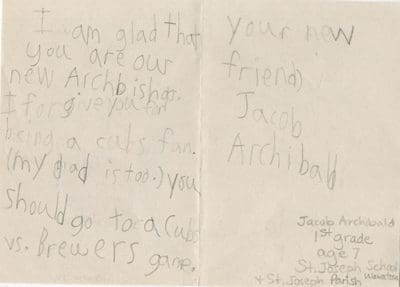 I am glad that
you are our
new Archbishop.
I forgive you for
being a cubs fan.
(my dad is too.) you
should go to a Cubs
vs. Brewers game.
your new
friend,
Jacob
Archibald
Jacob Archibald
1st grade
age 7
St. Joseph School
+ St. Joseph Parish Wauwatosa